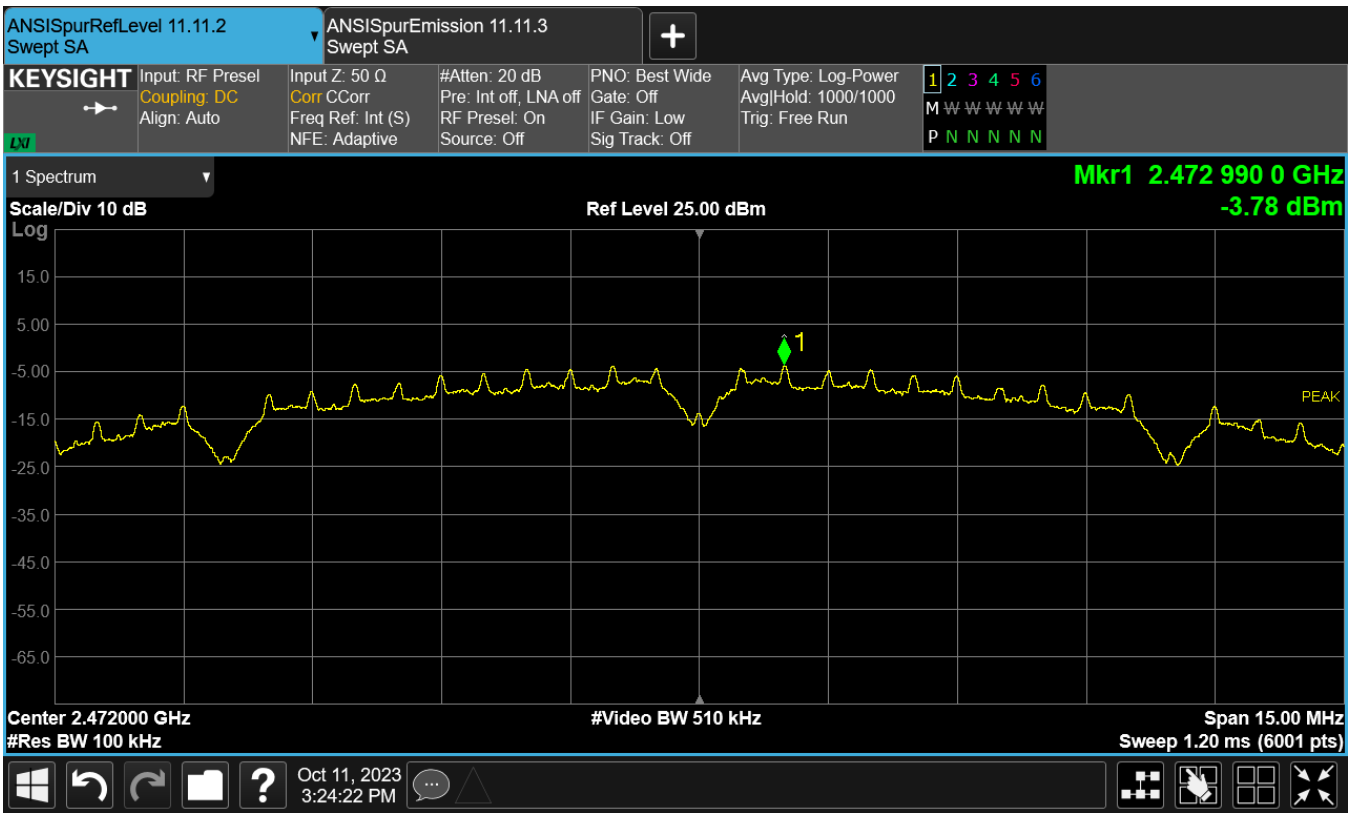 ANSISpurRefLevel 11.11.2
Swept SA
ANSISpurEmission 11.11.3
Swept SA
KEYSIGHT
LXI
Input: RF Presel
Coupling: DC
Align: Auto
Input Z: 50 Ω
Corr CCorr
Freq Ref: Int (S)
NFE: Adaptive
#Atten: 20 dB
Pre: Int off, LNA off
RF Presel: On
Source: Off
PNO: Best Wide
Gate: Off
IF Gain: Low
Sig Track: Off
Avg Type: Log-Power
Avg|Hold: 1000/1000
Trig: Free Run
1 2 3 4 5 6
M W W W W W
P N N N N N N
1 Spectrum
Mkr1 2.472 990 0 GHz
-3.78 dBm
Scale/Div 10 dB
Ref Level 25.00 dBm
Log
15.0
5.00
1
-5.00
PEAK
-15.0
-25.0
-35.0
-45.0
-55.0
-65.0
Center 2.472000 GHz
#Video BW 510 kHz
Span 15.00 MHz
#Res BW 100 kHz
Sweep 1.20 ms (6001 pts)
?
Oct 11, 2023
3:24:22 PM